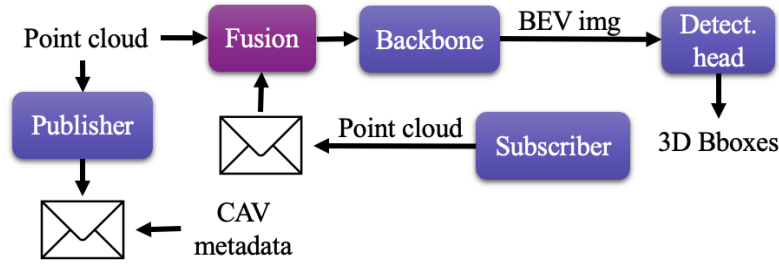 Point cloud
Fusion
Backbone
BEV img
Detect.
head
Publisher
Point cloud
Subscriber
3D Bboxes
CAV
metadata